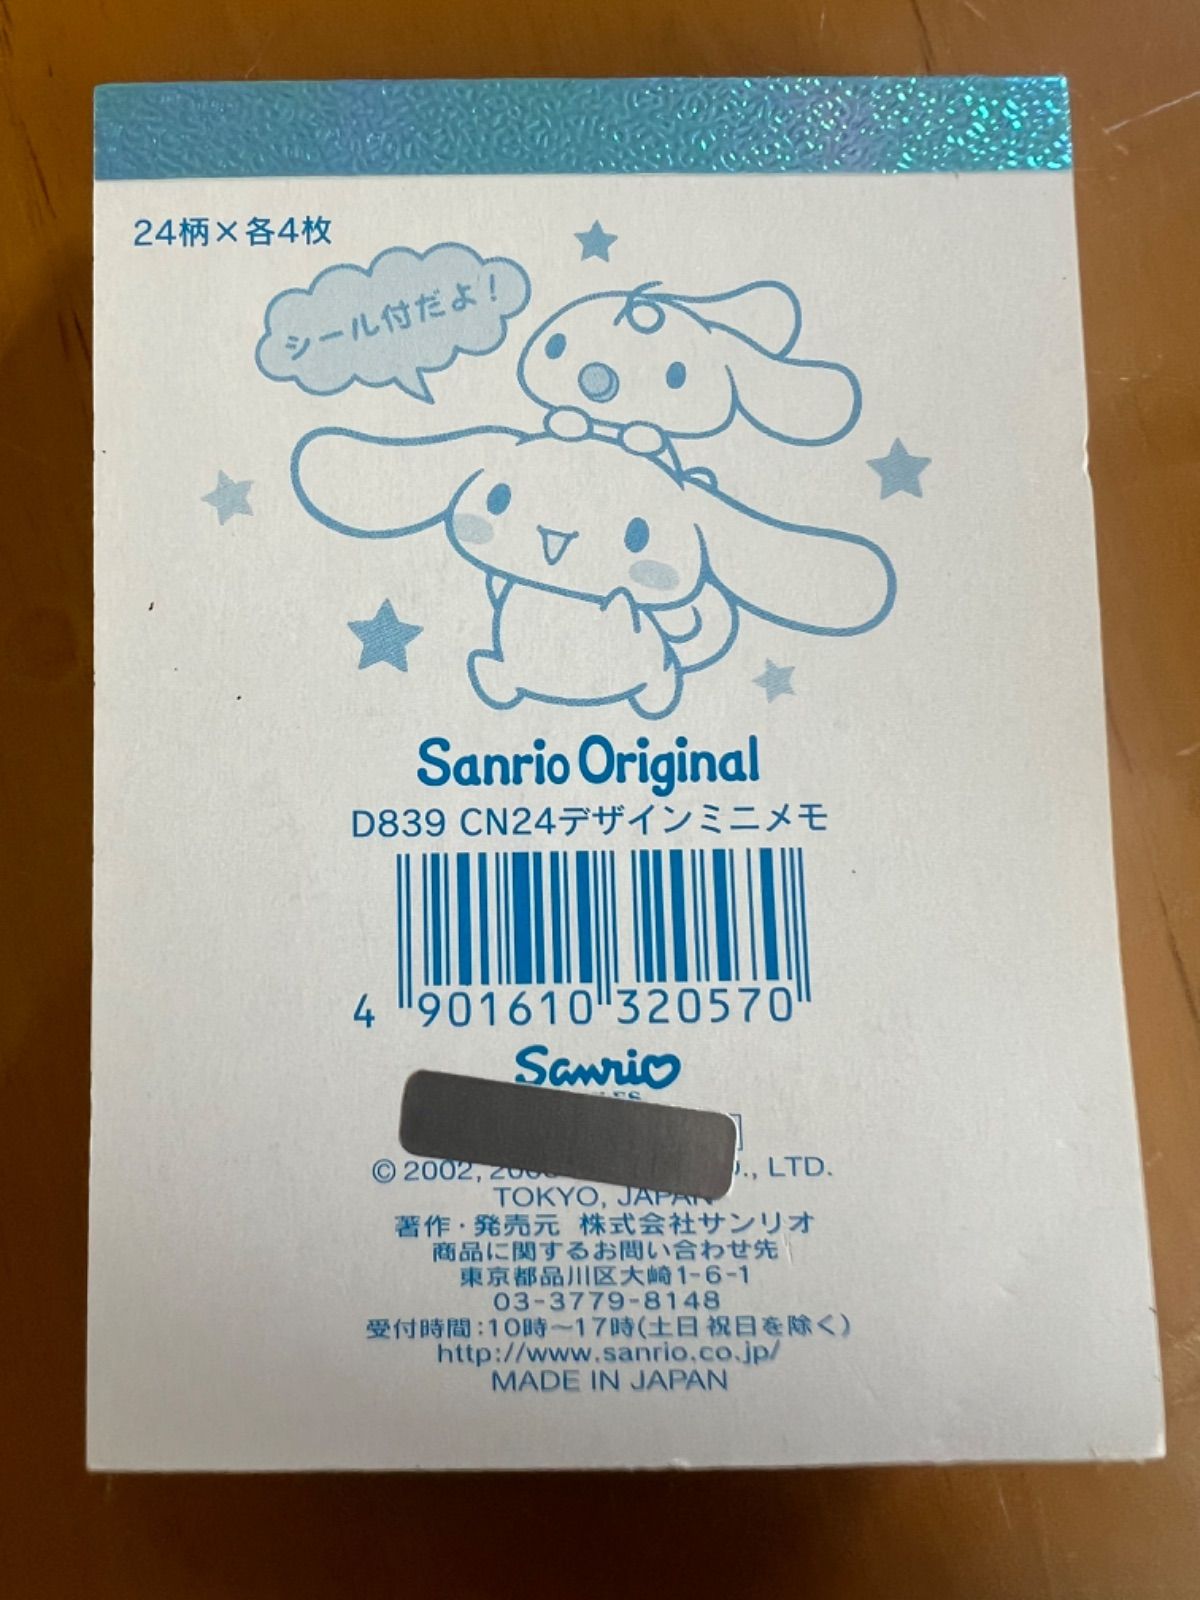 24柄×各4枚
シール付だよ!
Sanrio Original
D839 CN24デザインミニメモ
4 901610 320570
Sanrio
© 2002, ., LTD.
TOKYO, JAPAN
著作・発売元 株式会社サンリオ
商品に関するお問い合わせ先
東京都品川区大崎1-6-1
03-3779-8148
受付時間:10時〜17時(土日祝日を除く)
http://www.sanrio.co.jp/
MADE IN JAPAN